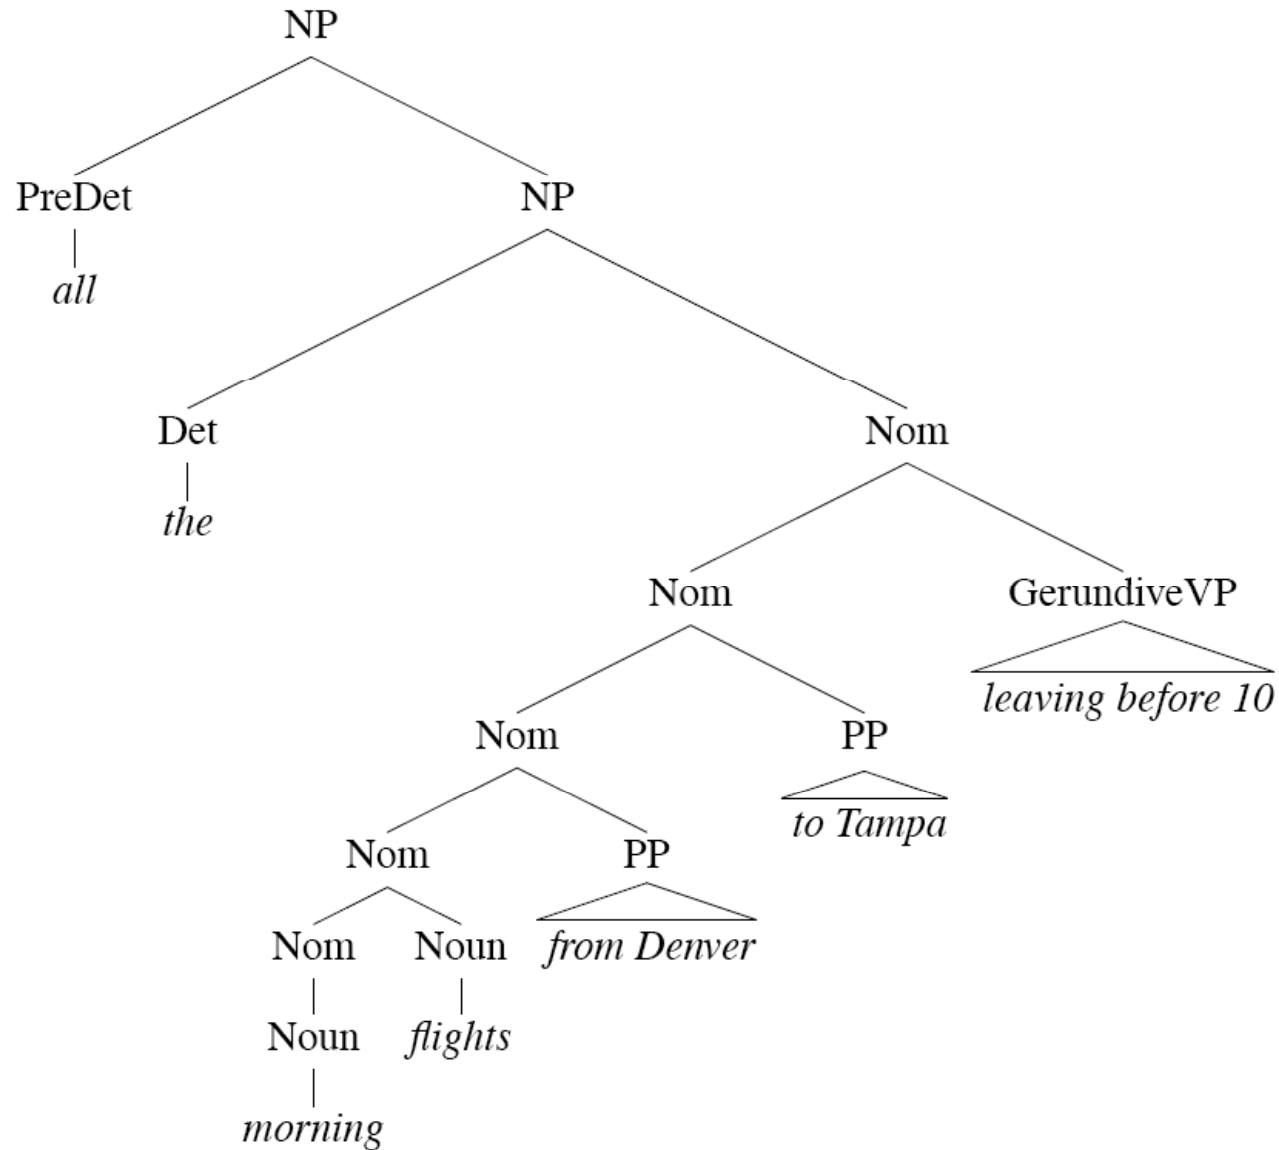 NP
PreDet NP
all
Det Nom
the
Nom GerundiveVP
leaving before 10
Nom PP
to Tampa
Nom PP
Nom Noun from Denver
Noun flights
morning